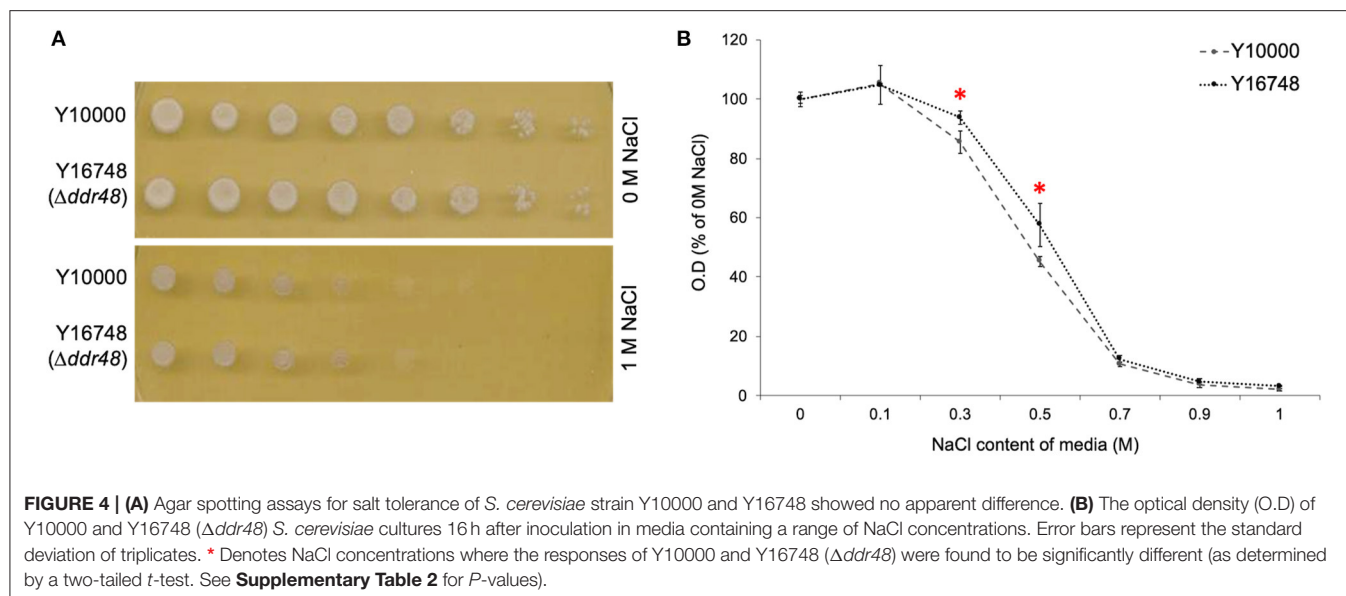 A
Y10000
Y16748
(Δddr48)
0 M NaCl
Y10000
Y16748
(Δddr48)
1 M NaCl
B
120
100
80
60
40
20
0
O.D (% of 0M NaCl)
0 0.1 0.3 0.5 0.7 0.9 1
NaCl content of media (M)
Y10000
Y16748
*
*
FIGURE 4 | (A) Agar spotting assays for salt tolerance of S. cerevisiae strain Y10000 and Y16748 showed no apparent difference. (B) The optical density (O.D) of
Y10000 and Y16748 (Δddr48) S. cerevisiae cultures 16 h after inoculation in media containing a range of NaCl concentrations. Error bars represent the standard
deviation of triplicates. * Denotes NaCl concentrations where the responses of Y10000 and Y16748 (Δddr48) were found to be significantly different (as determined
by a two-tailed t-test. See Supplementary Table 2 for P-values).